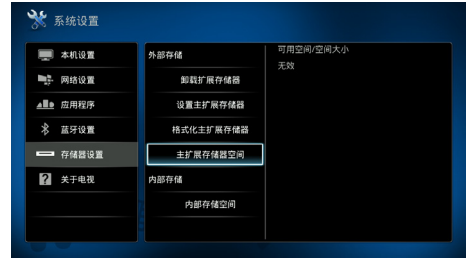 系统设置
本机设置
网络设置
应用程序
蓝牙设置
存储器设置
关于电视
外部存储
卸载扩展存储器
设置主扩展存储器
格式化主扩展存储器
主扩展存储器空间
内部存储
内部存储空间
可用空间/空间大小
无效